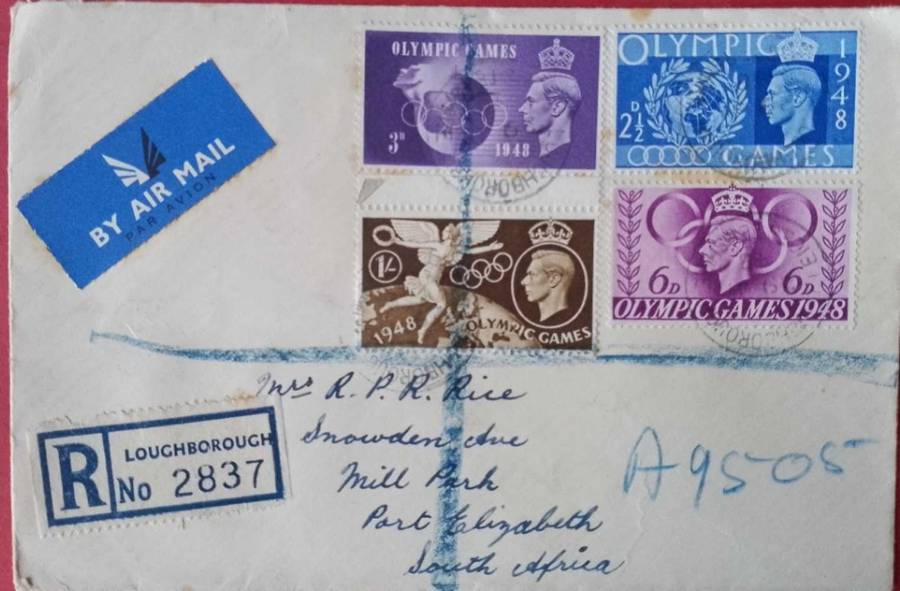 BY AIR MAIL
PAR AVION
OLYMPIC GAMES
3D
1948
OLYMPIC
1948
2½D
GAMES
1/-
1948
OLYMPIC GAMES
6D
6D
OLYMPIC GAMES 1948
R
LOUGHBOROUGH
No 2837
Mrs R. P. R. Rice
Snowden Ave
Mill Park
Port Elizabeth
South Africa
A9505